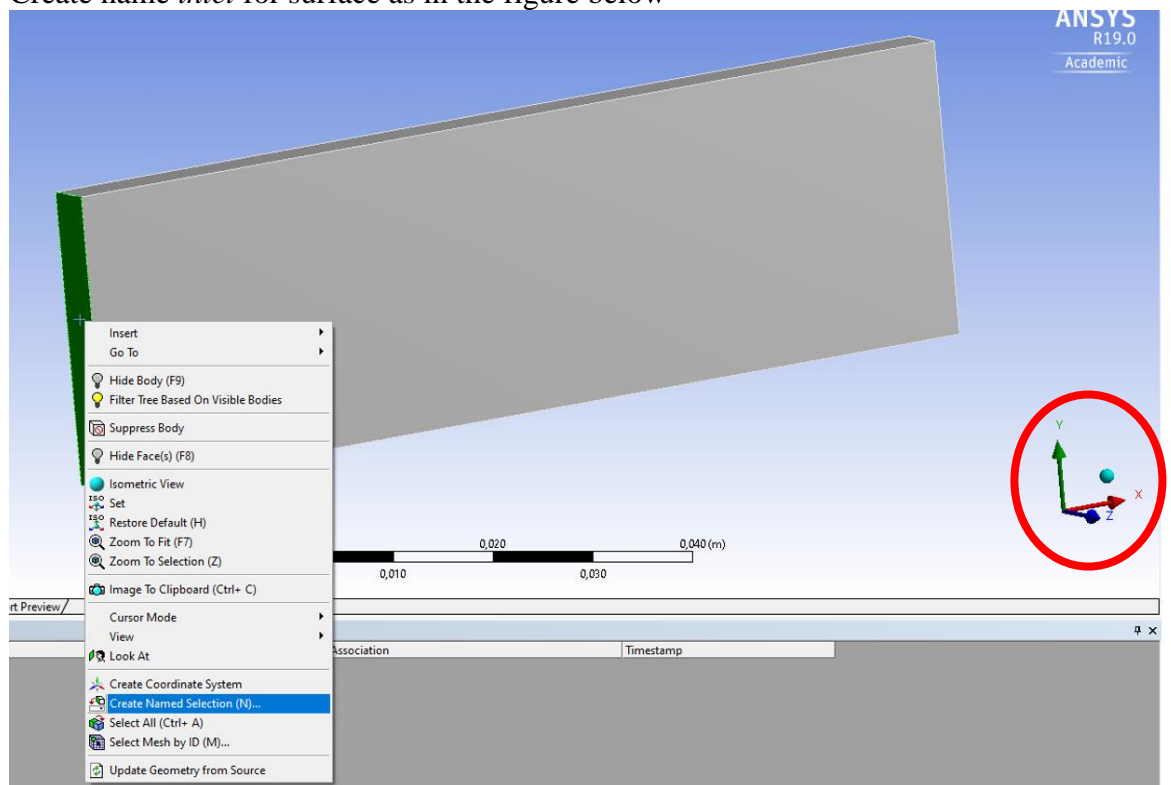 Create name inlet for surface as in the figure below
ANSYS
R19.0
Academic
Insert
Go To
Hide Body (F9)
Filter Tree Based On Visible Bodies
Suppress Body
Hide Face(s) (F8)
Isometric View
ISO Set
ISO Restore Default (H)
Zoom To Fit (F7)
Zoom To Selection (Z)
Image To Clipboard (Ctrl+ C)
Cursor Mode
View
Look At
Create Coordinate System
Create Named Selection (N)...
Select All (Ctrl+ A)
Select Mesh by ID (M)...
Update Geometry from Source
Y
X
Z
0,020 0,040 (m)
0,010 0,030
rt Preview
Association Timestamp